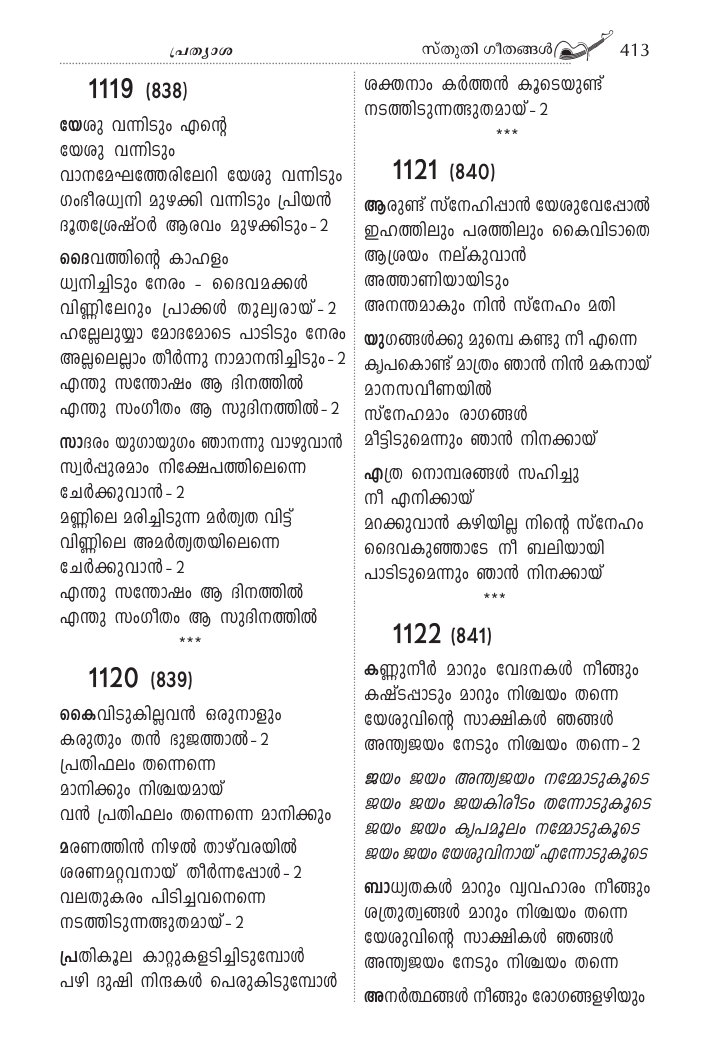 പ്രത്യാശ
സ്തുതി ഗീതങ്ങൾ 413
1119 (838)
യേശു വന്നിടും എന്റെ
യേശു വന്നിടും
വാനമേഘത്തേരിലേറി യേശു വന്നിടും
ഗംഭീരധ്വനി മുഴക്കി വന്നിടും പ്രിയൻ
ദൂതശ്രേഷ്ഠർ ആരവം മുഴക്കിടും-2
ദൈവത്തിന്റെ കാഹളം
ധ്വനിച്ചിടും നേരം - ദൈവമക്കൾ
വിണ്ണിലേറും പ്രാക്കൾ തുല്യരായ്-2
ഹല്ലേലുയ്യാ മോദമോടെ പാടിടും നേരം
അല്ലലെല്ലാം തീർന്നു നാമാനന്ദിച്ചിടും-2
എന്തു സന്തോഷം ആ ദിനത്തിൽ
എന്തു സംഗീതം ആ സുദിനത്തിൽ-2
സാദരം യുഗായുഗം ഞാനന്നു വാഴുവാൻ
സ്വർപ്പുരമാം നിക്ഷേപത്തിലെന്നെ
ചേർക്കുവാൻ-2
മണ്ണിലെ മരിച്ചിടുന്ന മർത്യത വിട്ട്
വിണ്ണിലെ അമർത്യതയിലെന്നെ
ചേർക്കുവാൻ-2
എന്തു സന്തോഷം ആ ദിനത്തിൽ
എന്തു സംഗീതം ആ സുദിനത്തിൽ
***
1120 (839)
കൈവിടുകില്ലവൻ ഒരുനാളും
കരുതും തൻ ഭുജത്താൽ-2
പ്രതിഫലം തന്നെന്നെ
മാനിക്കും നിശ്ചയമായ്
വൻ പ്രതിഫലം തന്നെന്നെ മാനിക്കും
മരണത്തിൻ നിഴൽ താഴ്‌വരയിൽ
ശരണമറ്റവനായ് തീർന്നപ്പോൾ-2
വലതുകരം പിടിച്ചവനെന്നെ
നടത്തിടുന്നത്ഭുതമായ്-2
പ്രതികൂല കാറ്റുകളടിച്ചിടുമ്പോൾ
പഴി ദുഷി നിന്ദകൾ പെരുകിടുമ്പോൾ
ശക്തനാം കർത്തൻ കൂടെയുണ്ട്
നടത്തിടുന്നത്ഭുതമായ്-2
***
1121 (840)
ആരുണ്ട് സ്നേഹിപ്പാൻ യേശുവേപ്പോൽ
ഇഹത്തിലും പരത്തിലും കൈവിടാതെ
ആശ്രയം നല്കുവാൻ
അത്താണിയായിടും
അനന്തമാകും നിൻ സ്നേഹം മതി
യുഗങ്ങൾക്കു മുമ്പെ കണ്ടു നീ എന്നെ
കൃപകൊണ്ട് മാത്രം ഞാൻ നിൻ മകനായ്
മാനസവീണയിൽ
സ്നേഹമാം രാഗങ്ങൾ
മീട്ടിടുമെന്നും ഞാൻ നിനക്കായ്
എത്ര നൊമ്പരങ്ങൾ സഹിച്ചു
നീ എനിക്കായ്
മറക്കുവാൻ കഴിയില്ല നിന്റെ സ്നേഹം
ദൈവകുഞ്ഞാടേ നീ ബലിയായി
പാടിടുമെന്നും ഞാൻ നിനക്കായ്
***
1122 (841)
കണ്ണുനീർ മാറും വേദനകൾ നീങ്ങും
കഷ്ടപ്പാടും മാറും നിശ്ചയം തന്നെ
യേശുവിന്റെ സാക്ഷികൾ ഞങ്ങൾ
അന്ത്യജയം നേടും നിശ്ചയം തന്നെ-2
ജയം ജയം അന്ത്യജയം നമ്മോടുകൂടെ
ജയം ജയം ജയകിരീടം തന്നോടുകൂടെ
ജയം ജയം കൃപമൂലം നമ്മോടുകൂടെ
ജയം ജയം യേശുവിനായ് എന്നോടുകൂടെ
ബാധ്യതകൾ മാറും വ്യവഹാരം നീങ്ങും
ശത്രുത്വങ്ങൾ മാറും നിശ്ചയം തന്നെ
യേശുവിന്റെ സാക്ഷികൾ ഞങ്ങൾ
അന്ത്യജയം നേടും നിശ്ചയം തന്നെ
അനർത്ഥങ്ങൾ നീങ്ങും രോഗങ്ങളഴിയും